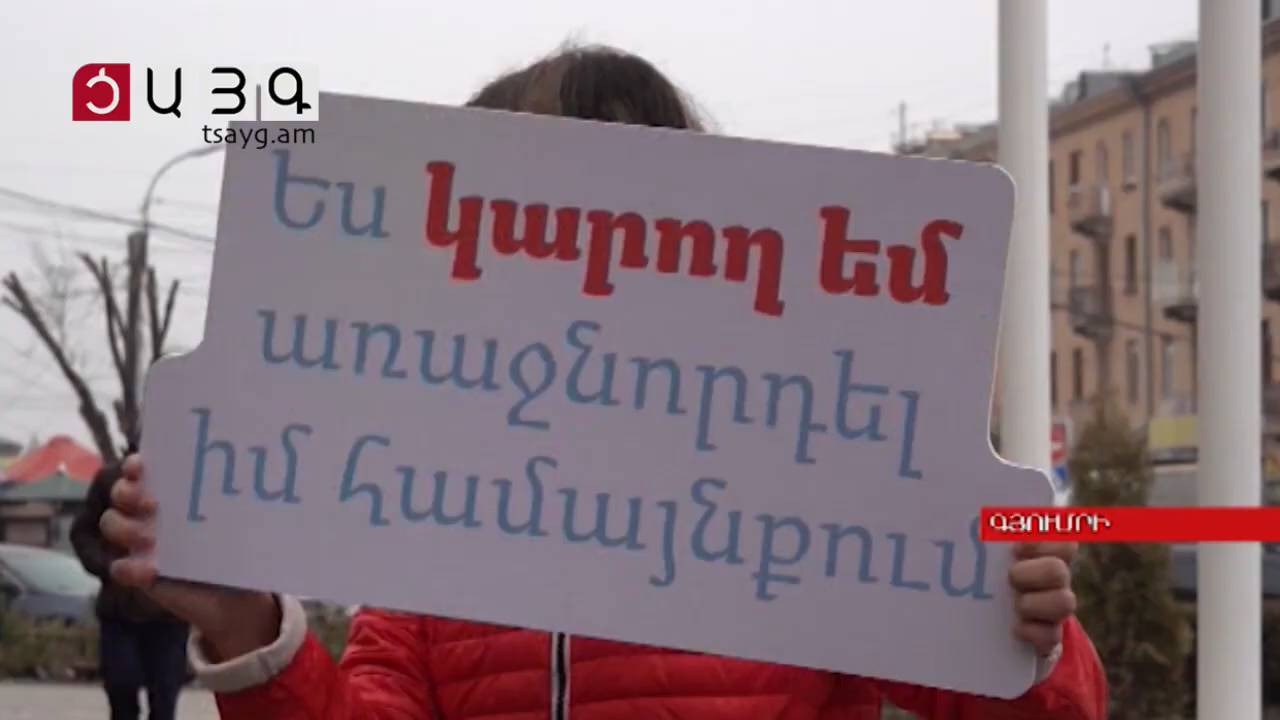 ԾԱՅԳ
tsayg.am
Ես կարող եմ
առաջնորդել
իմ համայնքում
ԳՅՈՒՄՐԻ